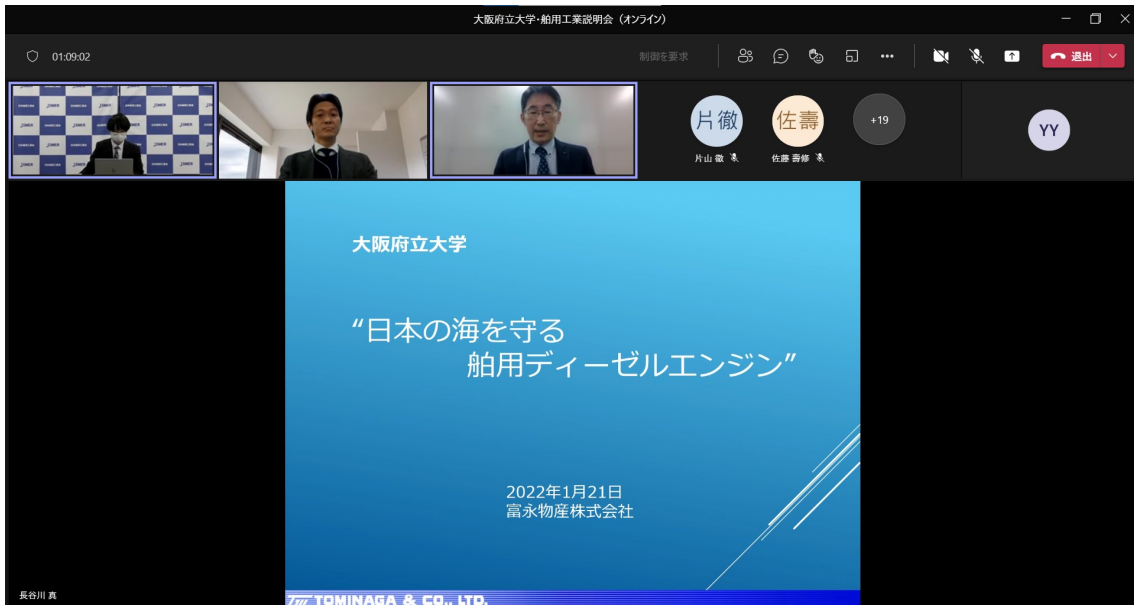 大阪府立大学・舶用工業説明会 (オンライン)
01:09:02
制御を要求
退出
片徹
佐壽
+19
YY
片山 徹
佐藤 壽修
大阪府立大学
“日本の海を守る
舶用ディーゼルエンジン”
2022年1月21日
富永物産株式会社
長谷川 真
TOMINAGA & CO., LTD.